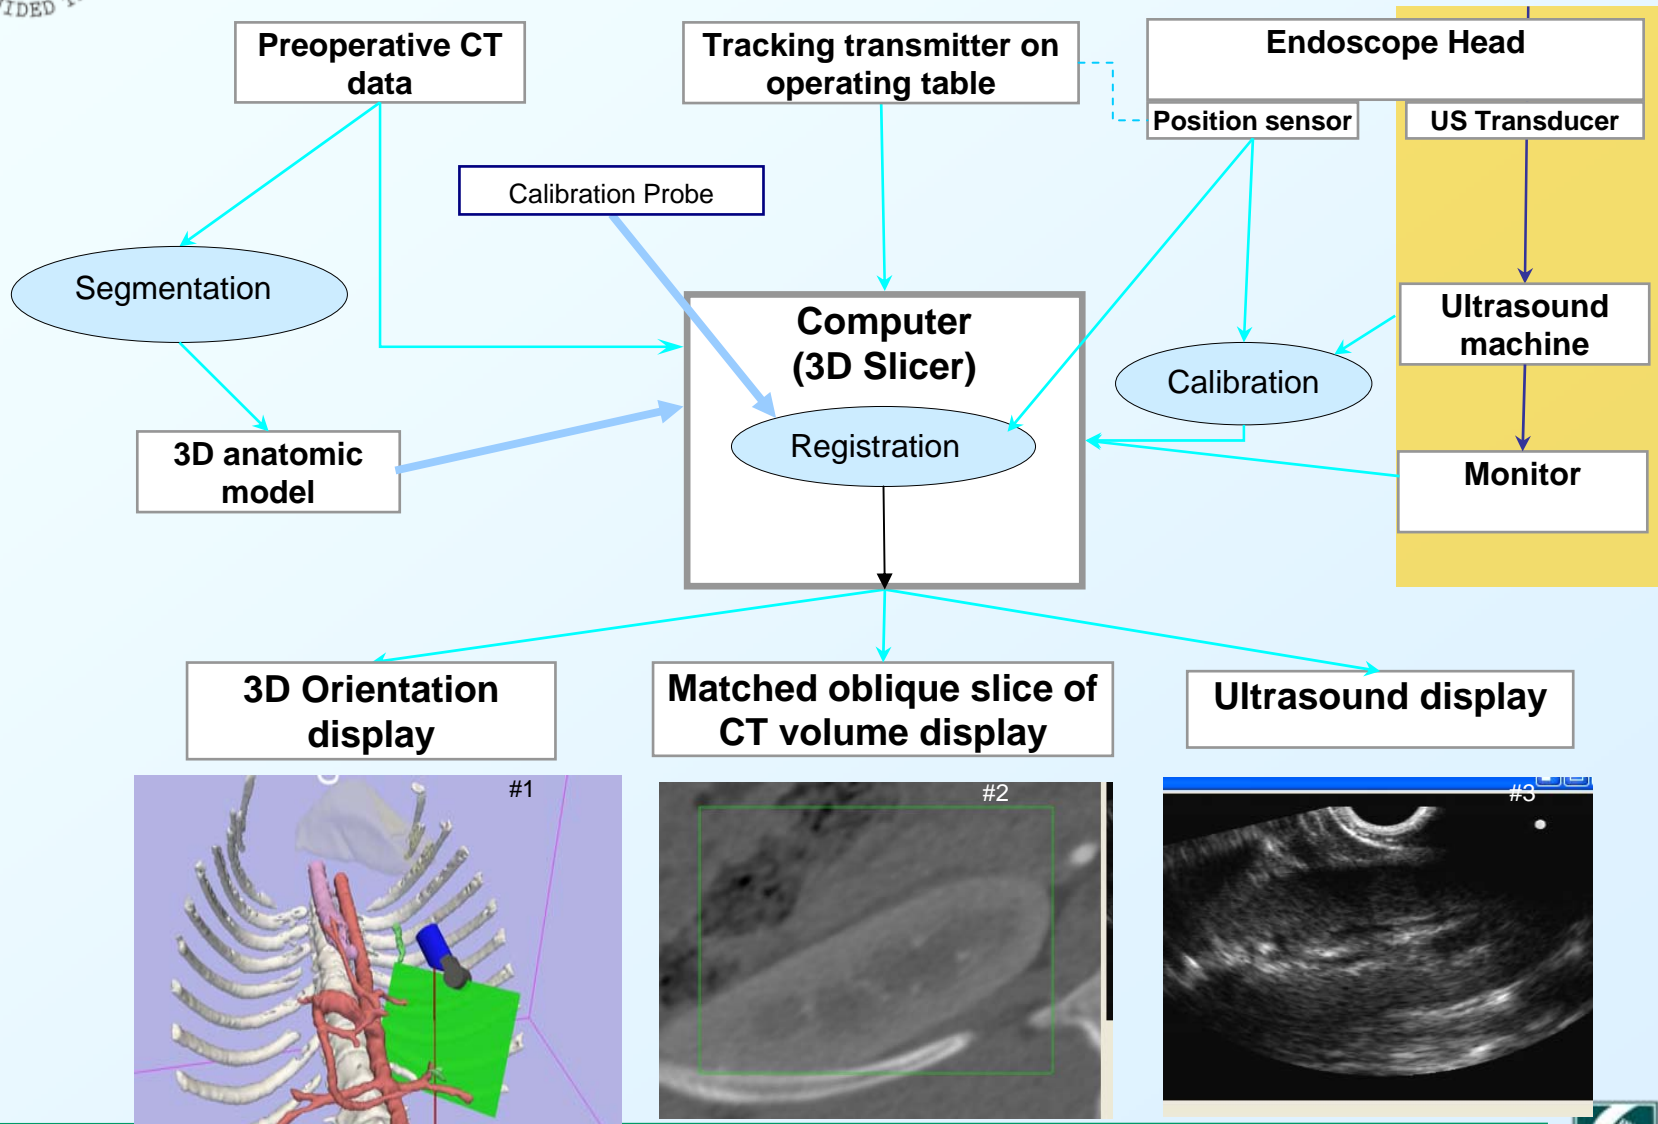 IDED
Preoperative CT
data
Tracking transmitter on
operating table
Endoscope Head
Position sensor
US Transducer
Calibration Probe
Segmentation
Computer
(3D Slicer)
Ultrasound
machine
Calibration
Registration
3D anatomic
model
Monitor
3D Orientation
display
Matched oblique slice of
CT volume display
Ultrasound display
#1
#2
#3